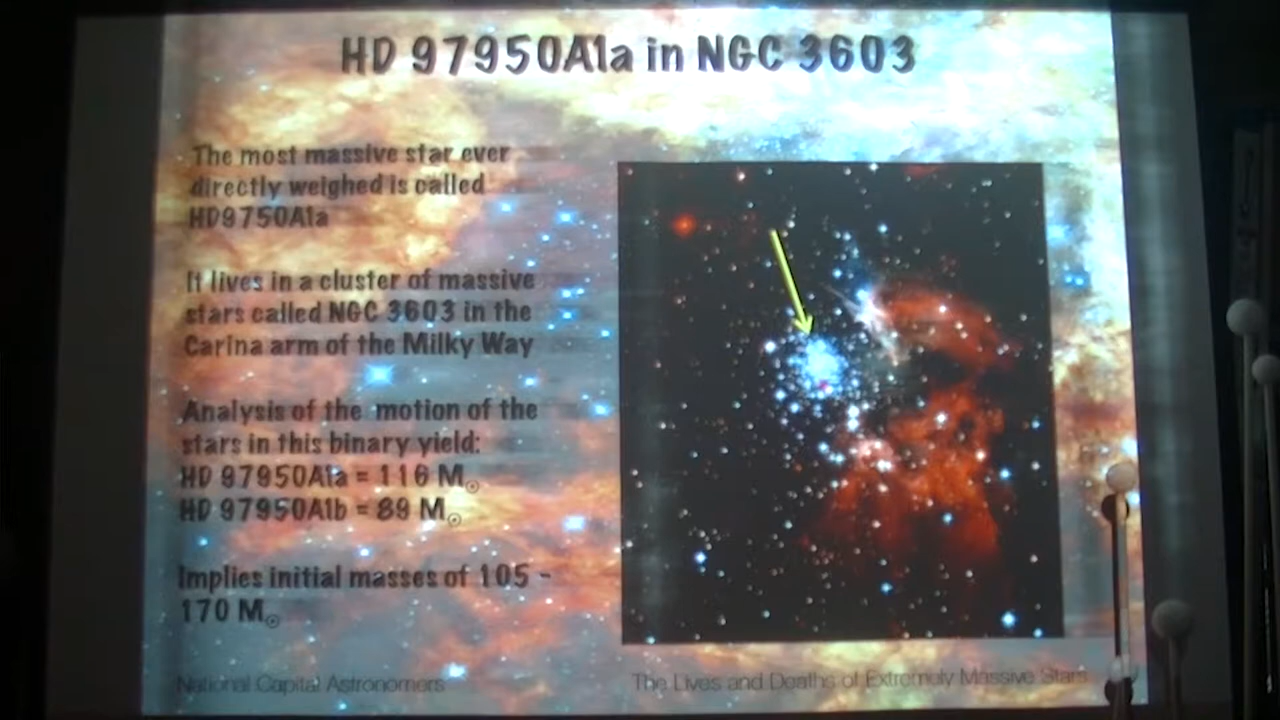 HD 97950A1a in NGC 3603
The most massive star ever
directly weighed is called
HD9750A1a
It lives in a cluster of massive
stars called NGC 3603 in the
Carina arm of the Milky Way
Analysis of the motion of the
stars in this binary yield:
HD 97950A1a = 116 M☉
HD 97950A1b = 89 M☉
Implies initial masses of 105 -
170 M☉
National Capital Astronomers
The Lives and Deaths of Extremely Massive Stars